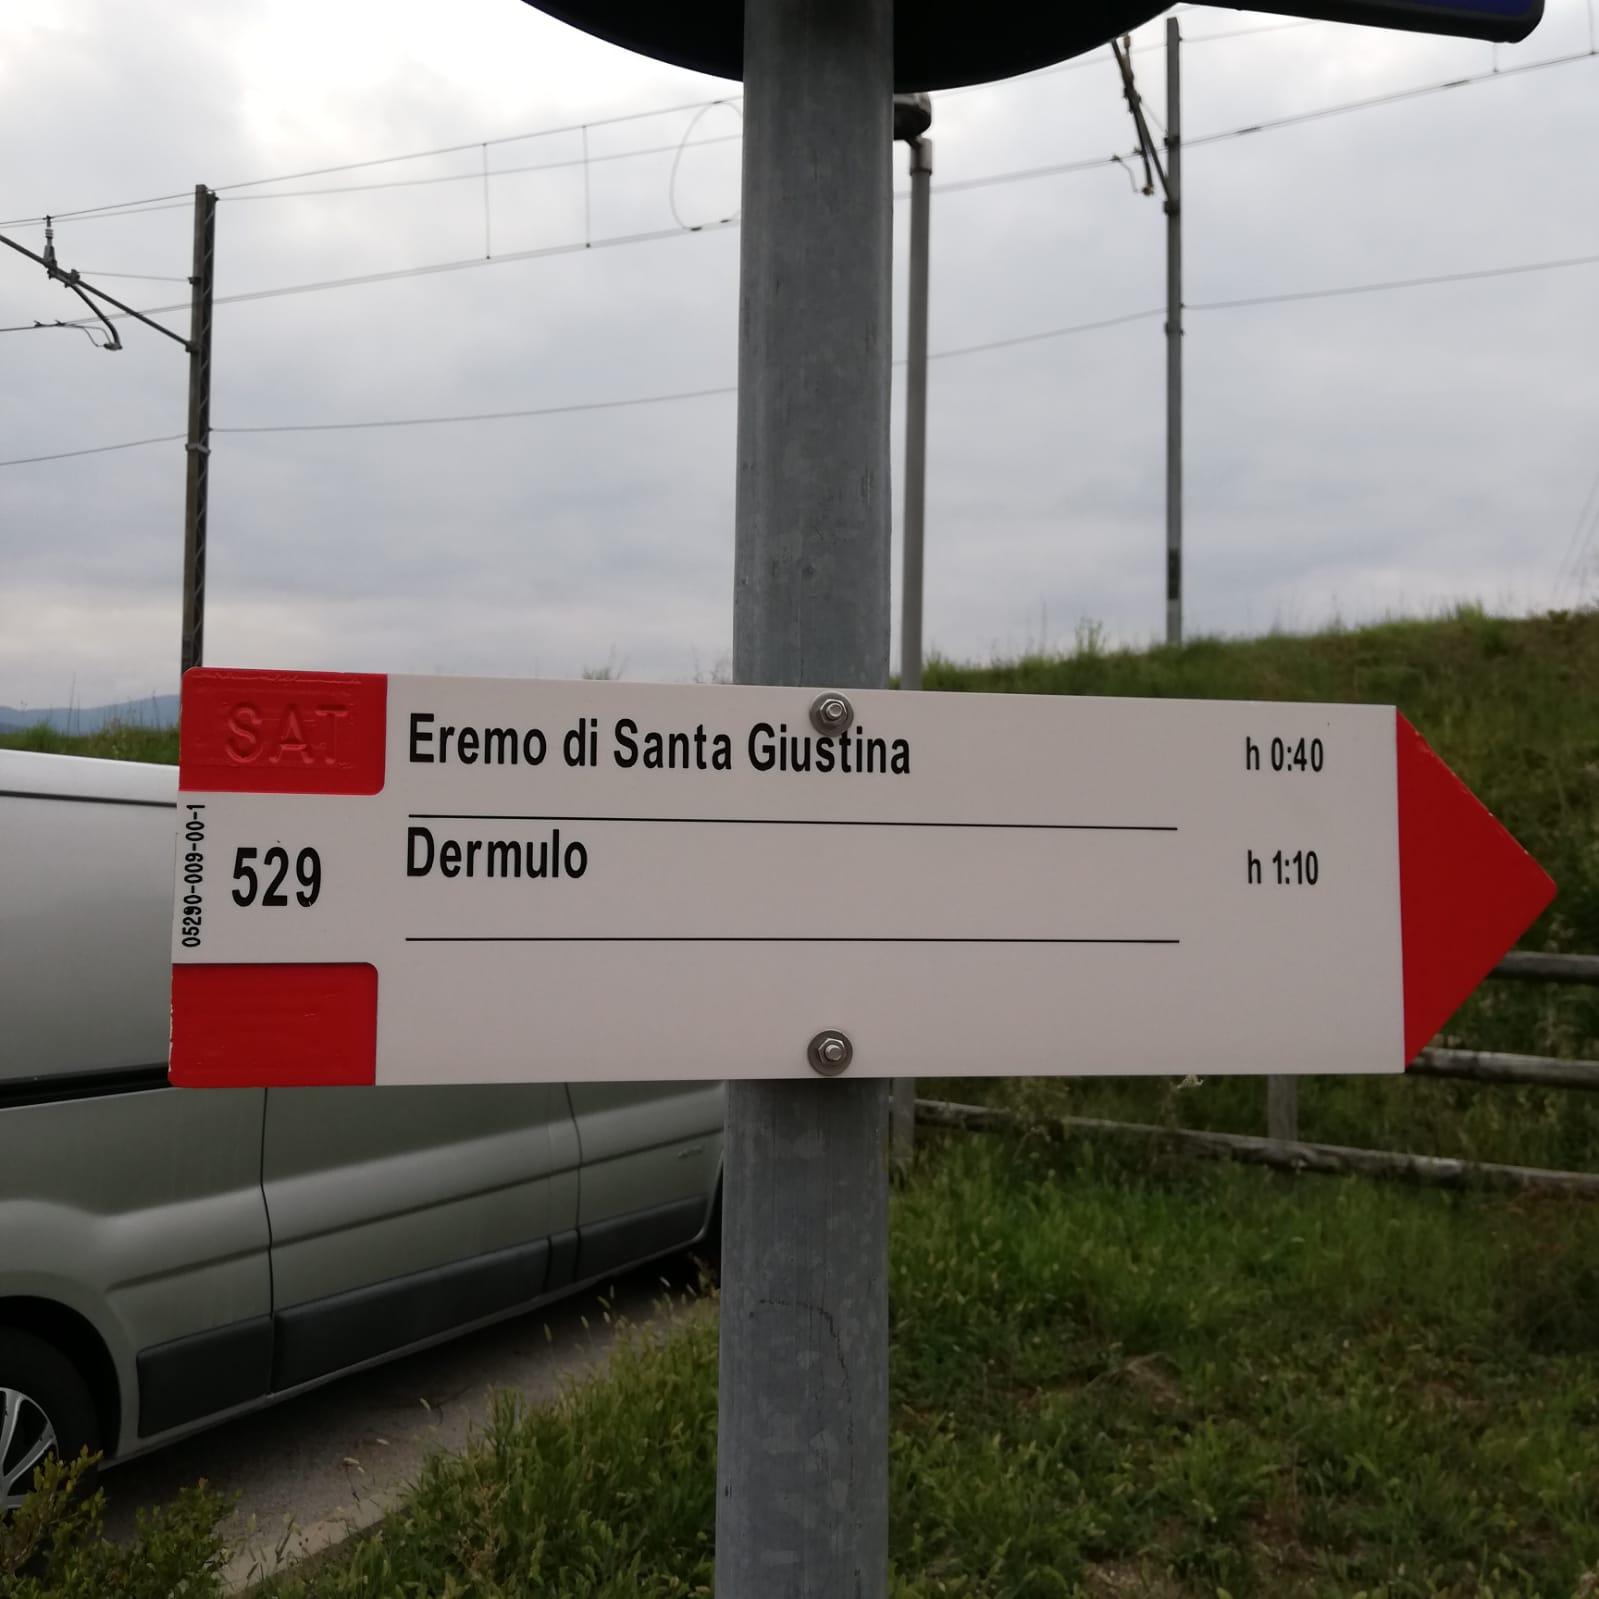 SAT
Eremo di Santa Giustina h 0:40
529
Dermulo h 1:10
05290-009-00-1